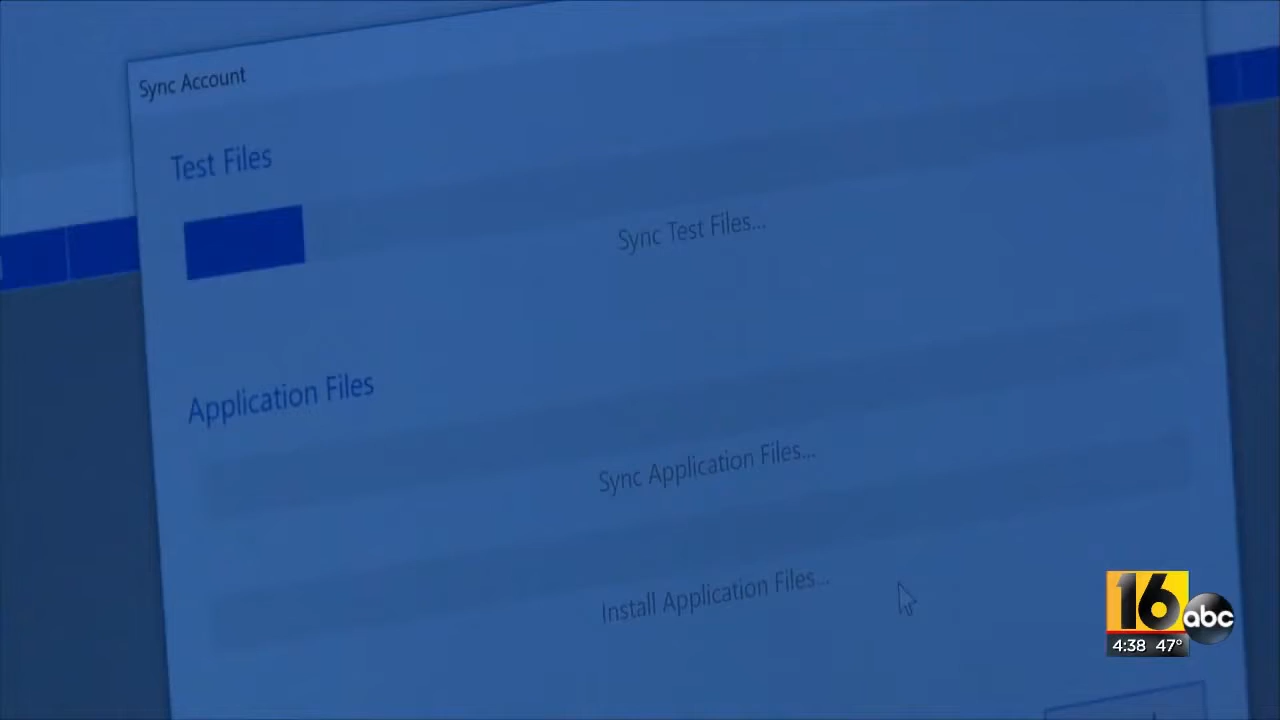 Sync Account
Test Files
Sync Test Files...
Application Files
Sync Application Files...
Install Application Files...
16
abc
4:38 47°